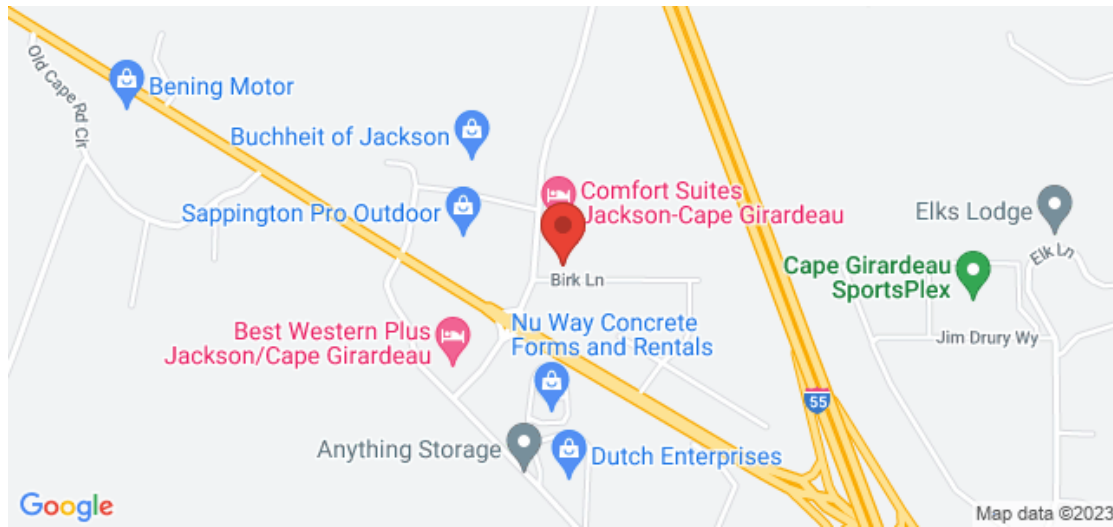 Old Cape Rd Cir
Bening Motor
Buchheit of Jackson
Comfort Suites
Jackson-Cape Girardeau
Sappington Pro Outdoor
Elks Lodge
Elk Ln
Cape Girardeau
SportsPlex
Birk Ln
Nu Way Concrete
Forms and Rentals
Jim Drury Wy
Best Western Plus
Jackson/Cape Girardeau
55
Anything Storage
Dutch Enterprises
Google
Map data ©2023